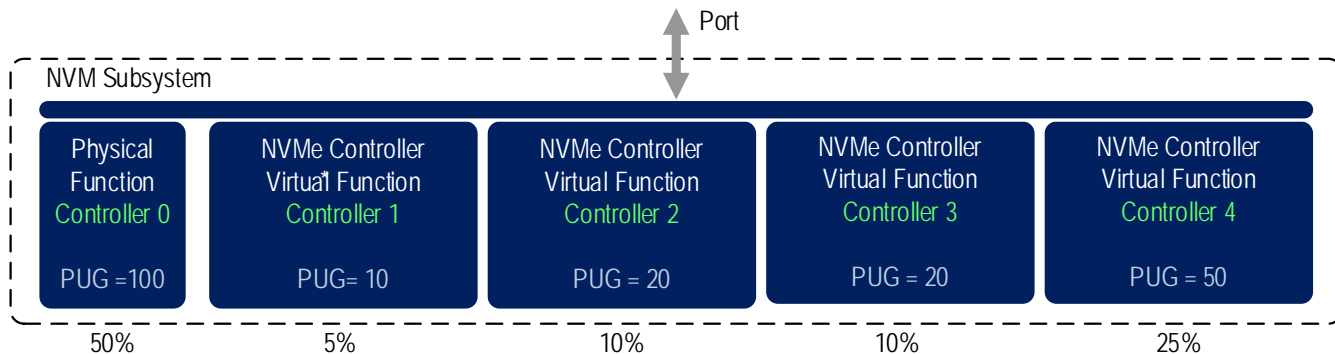 Port
NVM Subsystem
Physical
Function
Controller 0
PUG =100
NVMe Controller
Virtual Function
Controller 1
PUG= 10
NVMe Controller
Virtual Function
Controller 2
PUG = 20
NVMe Controller
Virtual Function
Controller 3
PUG = 20
NVMe Controller
Virtual Function
Controller 4
PUG = 50
50%
5%
10%
10%
25%